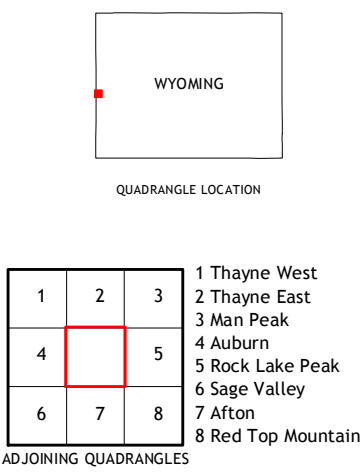 WYOMING
QUADRANGLE LOCATION
1 2 3
4 5
6 7 8
1 Thayne West
2 Thayne East
3 Man Peak
4 Auburn
5 Rock Lake Peak
6 Sage Valley
7 Afton
8 Red Top Mountain
ADJOINING QUADRANGLES